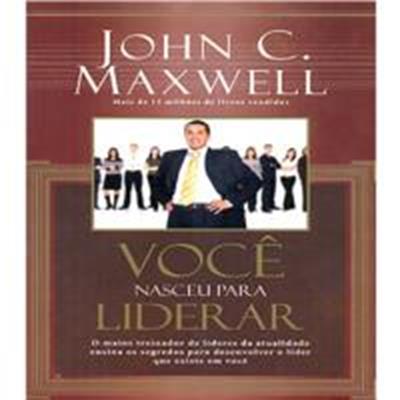 JOHN C.
MAXWELL
Mais de 13 milhões de livros vendidos
VOCÊ
NASCEU PARA
LIDERAR
O maior treinador de líderes da atualidade
ensina os segredos para desenvolver o líder
que existe em você